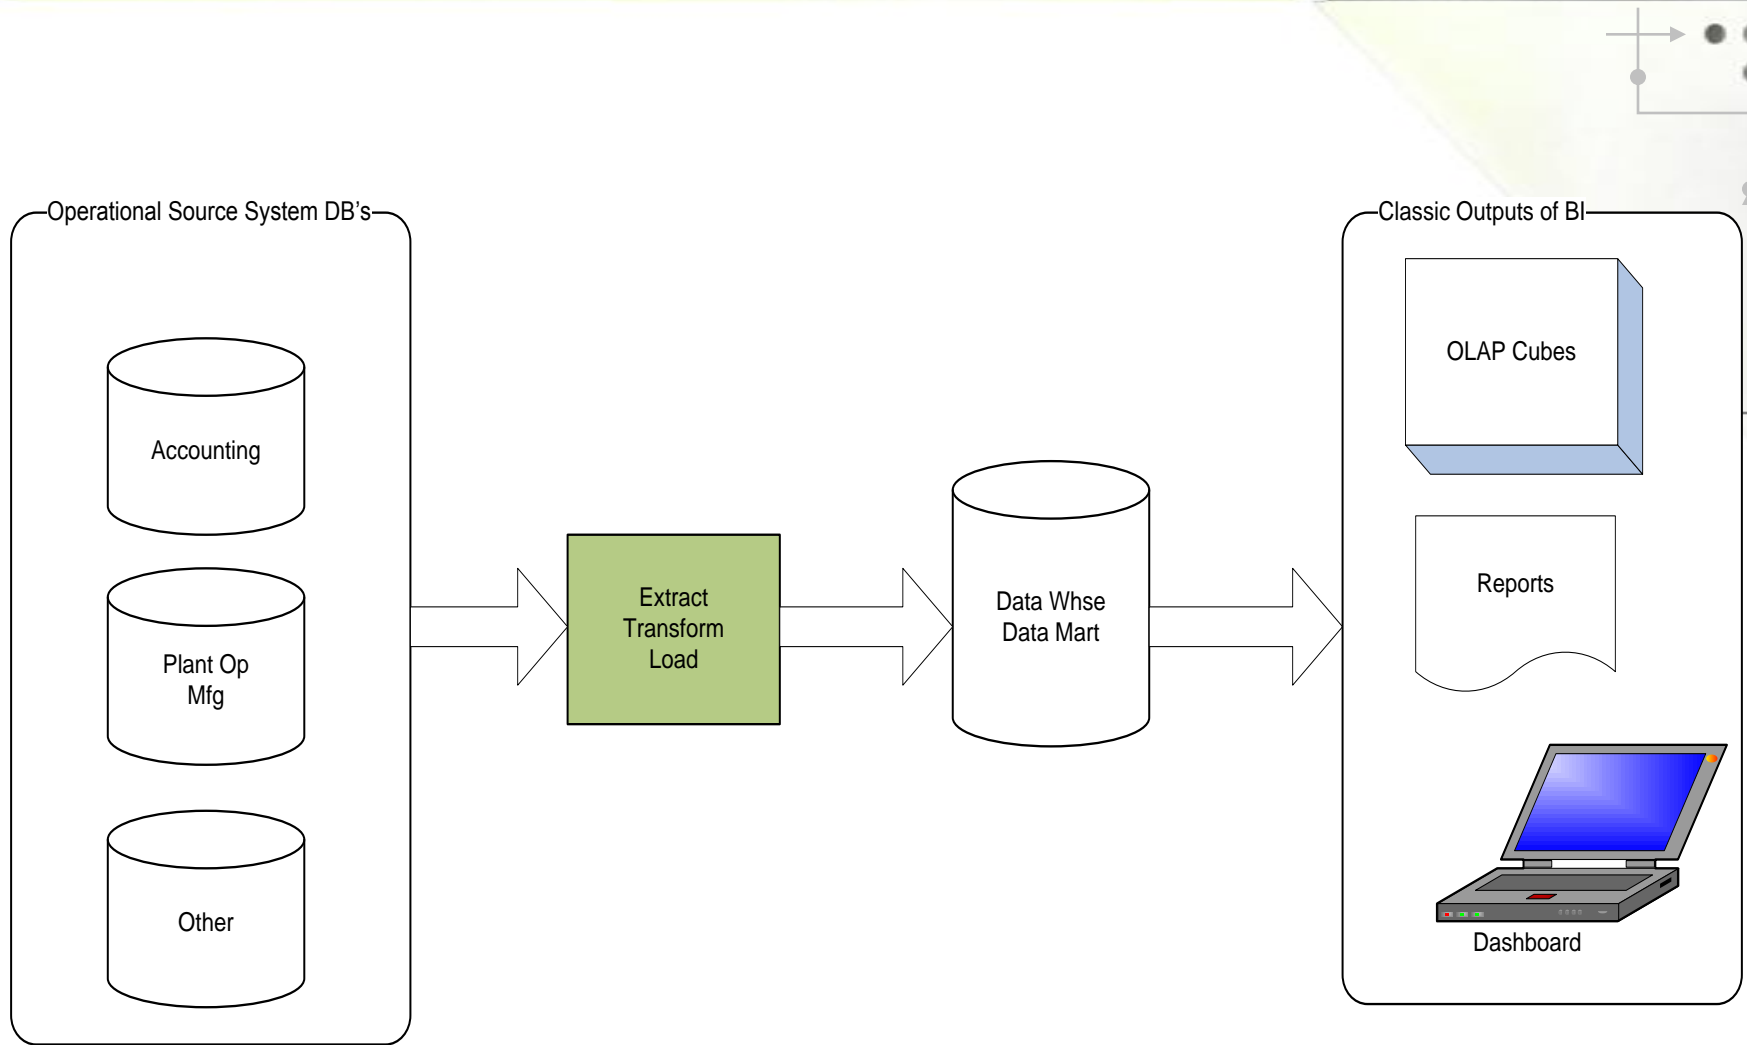 Operational Source System DB's
Accounting
Plant Op
Mfg
Other
Extract
Transform
Load
Data Whse
Data Mart
Classic Outputs of BI
OLAP Cubes
Reports
Dashboard